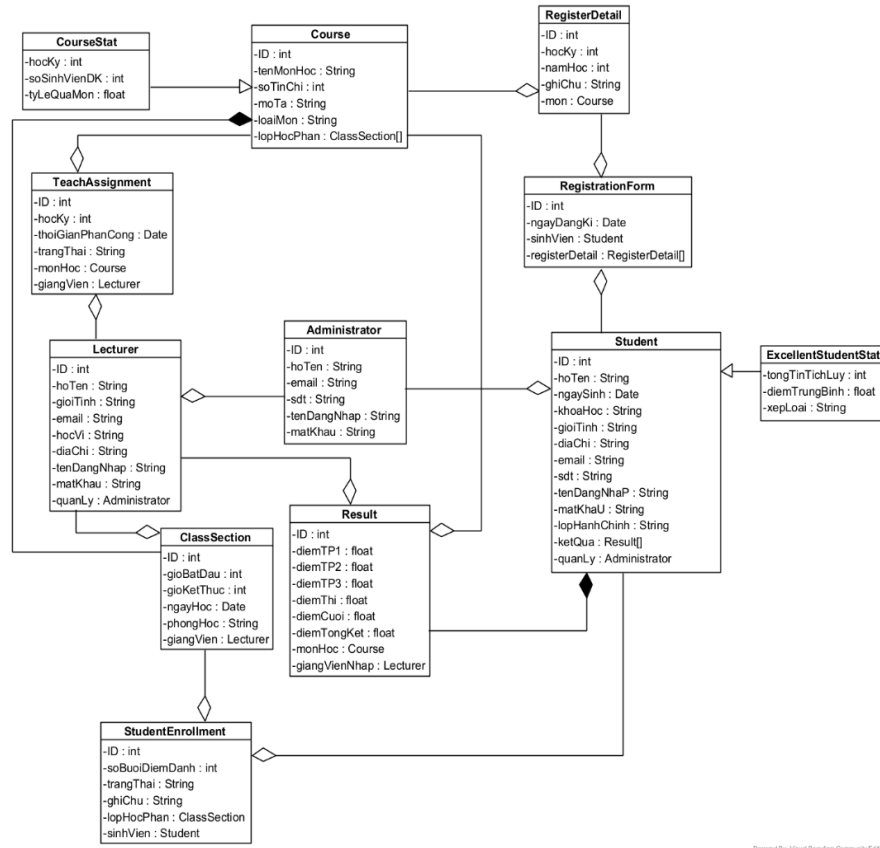 CourseStat
-hocKy : int
-soSinhVienDK : int
-tyLeQuaMon : float
Course
-ID : int
-tenMonHoc : String
-soTinChi : int
-moTa : String
-loaiMon : String
-lopHocPhan : ClassSection[]
RegisterDetail
-ID : int
-hocKy : int
-namHoc : int
-ghiChu : String
-mon : Course
TeachAssignment
-ID : int
-hocKy : int
-thoiGianPhanCong : Date
-trangThai : String
-monHoc : Course
-giangVien : Lecturer
RegistrationForm
-ID : int
-ngayDangKi : Date
-sinhVien : Student
-registerDetail : RegisterDetail[]
Lecturer
-ID : int
-hoTen : String
-gioiTinh : String
-email : String
-hocVi : String
-diaChi : String
-tenDangNhap : String
-matKhau : String
-quanLy : Administrator
Administrator
-ID : int
-hoTen : String
-email : String
-sdt : String
-tenDangNhap : String
-matKhau : String
Student
-ID : int
-hoTen : String
-ngaySinh : Date
-khoaHoc : String
-gioiTinh : String
-diaChi : String
-email : String
-sdt : String
-tenDangNhaP : String
-matKhaU : String
-lopHanhChinh : String
-ketQua : Result[]
-quanLy : Administrator
ExcellentStudentStat
-tongTinTichLuy : int
-diemTrungBinh : float
-xepLoai : String
ClassSection
-ID : int
-gioBatDau : int
-gioKetThuc : int
-ngayHoc : Date
-phongHoc : String
-giangVien : Lecturer
Result
-ID : int
-diemTP1 : float
-diemTP2 : float
-diemTP3 : float
-diemThi : float
-diemCuoi : float
-diemTongKet : float
-monHoc : Course
-giangVienNhap : Lecturer
StudentEnrollment
-ID : int
-soBuoiDiemDanh : int
-trangThai : String
-ghiChu : String
-lopHocPhan : ClassSection
-sinhVien : Student